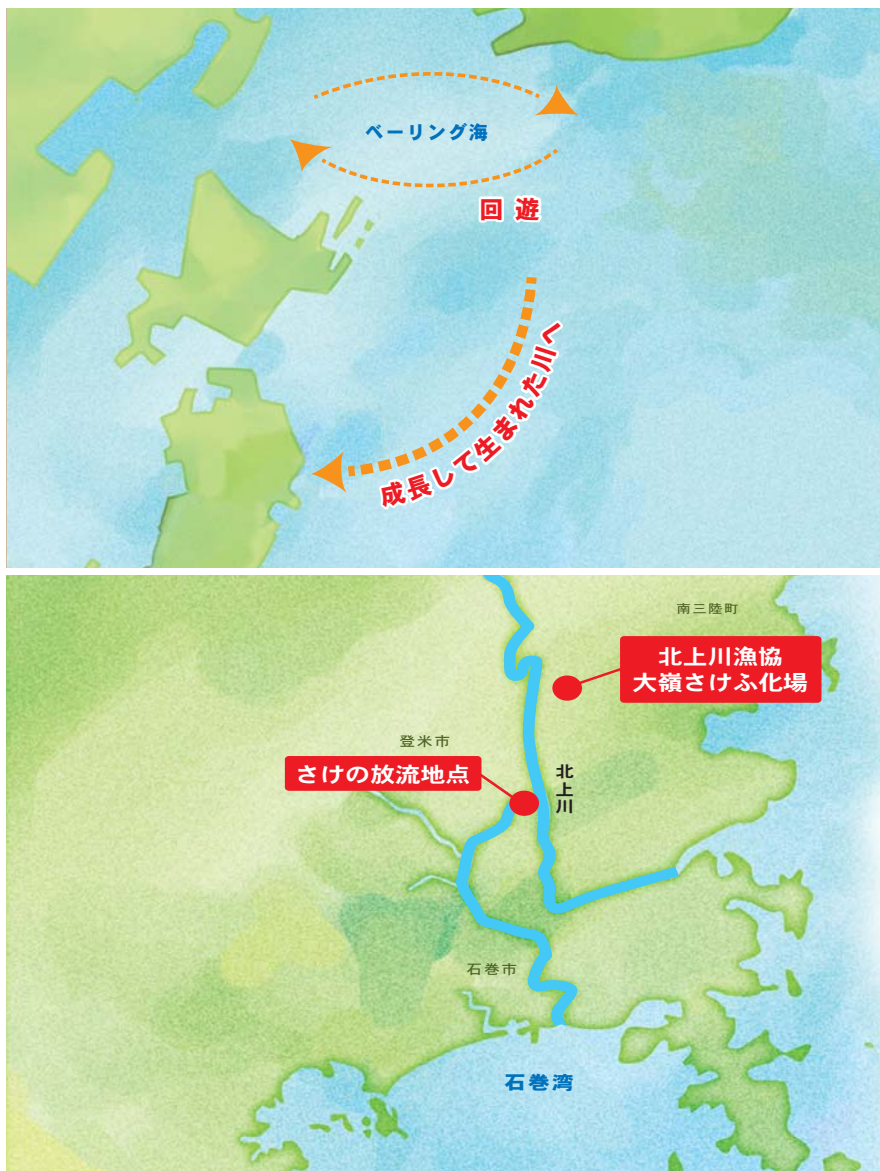 ベーリング海
回遊
成長して生まれた川へ
南三陸町
北上川漁協
大嶺さけふ化場
登米市
さけの放流地点
北上川
石巻市
石巻湾